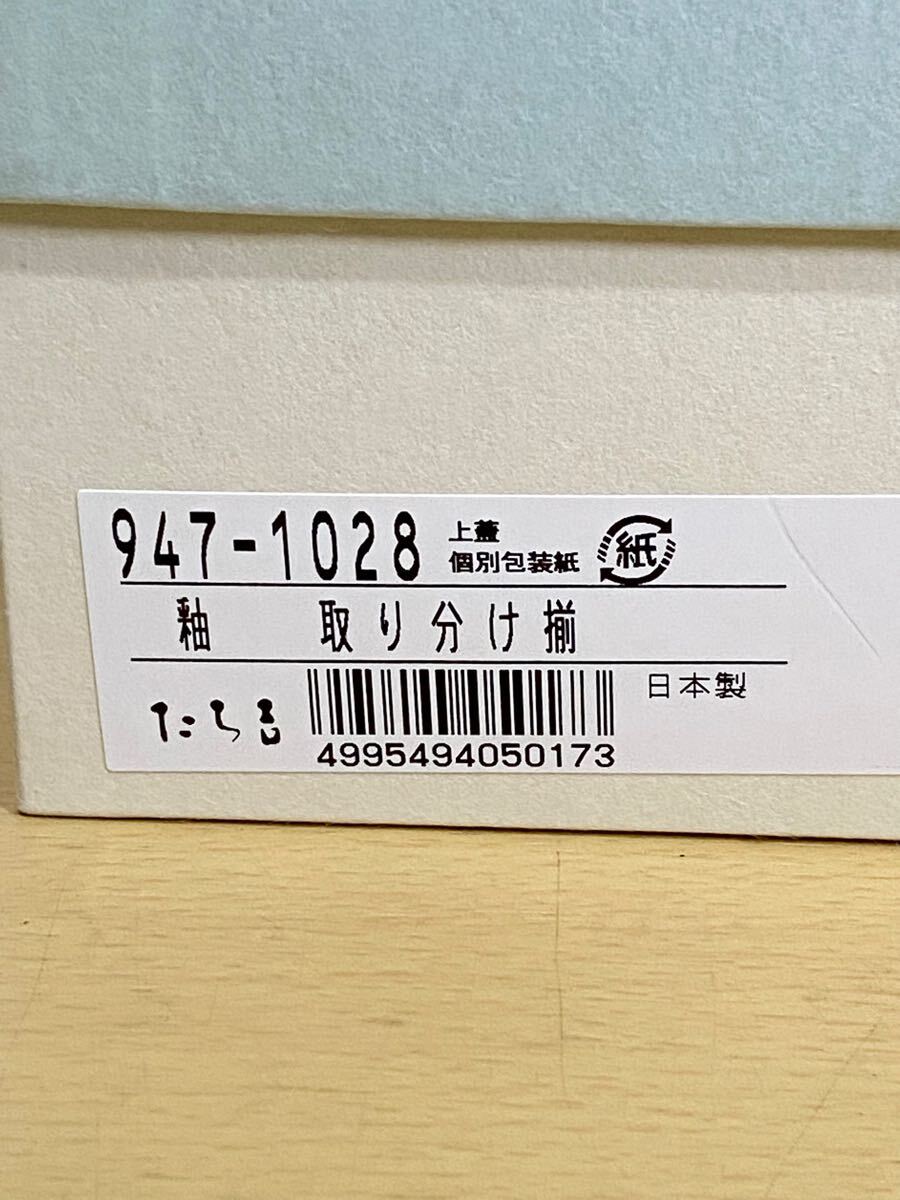 947-1028
上蓋
個別包装紙
紙
釉 取り分け揃
たち吉
日本製
4995494050173